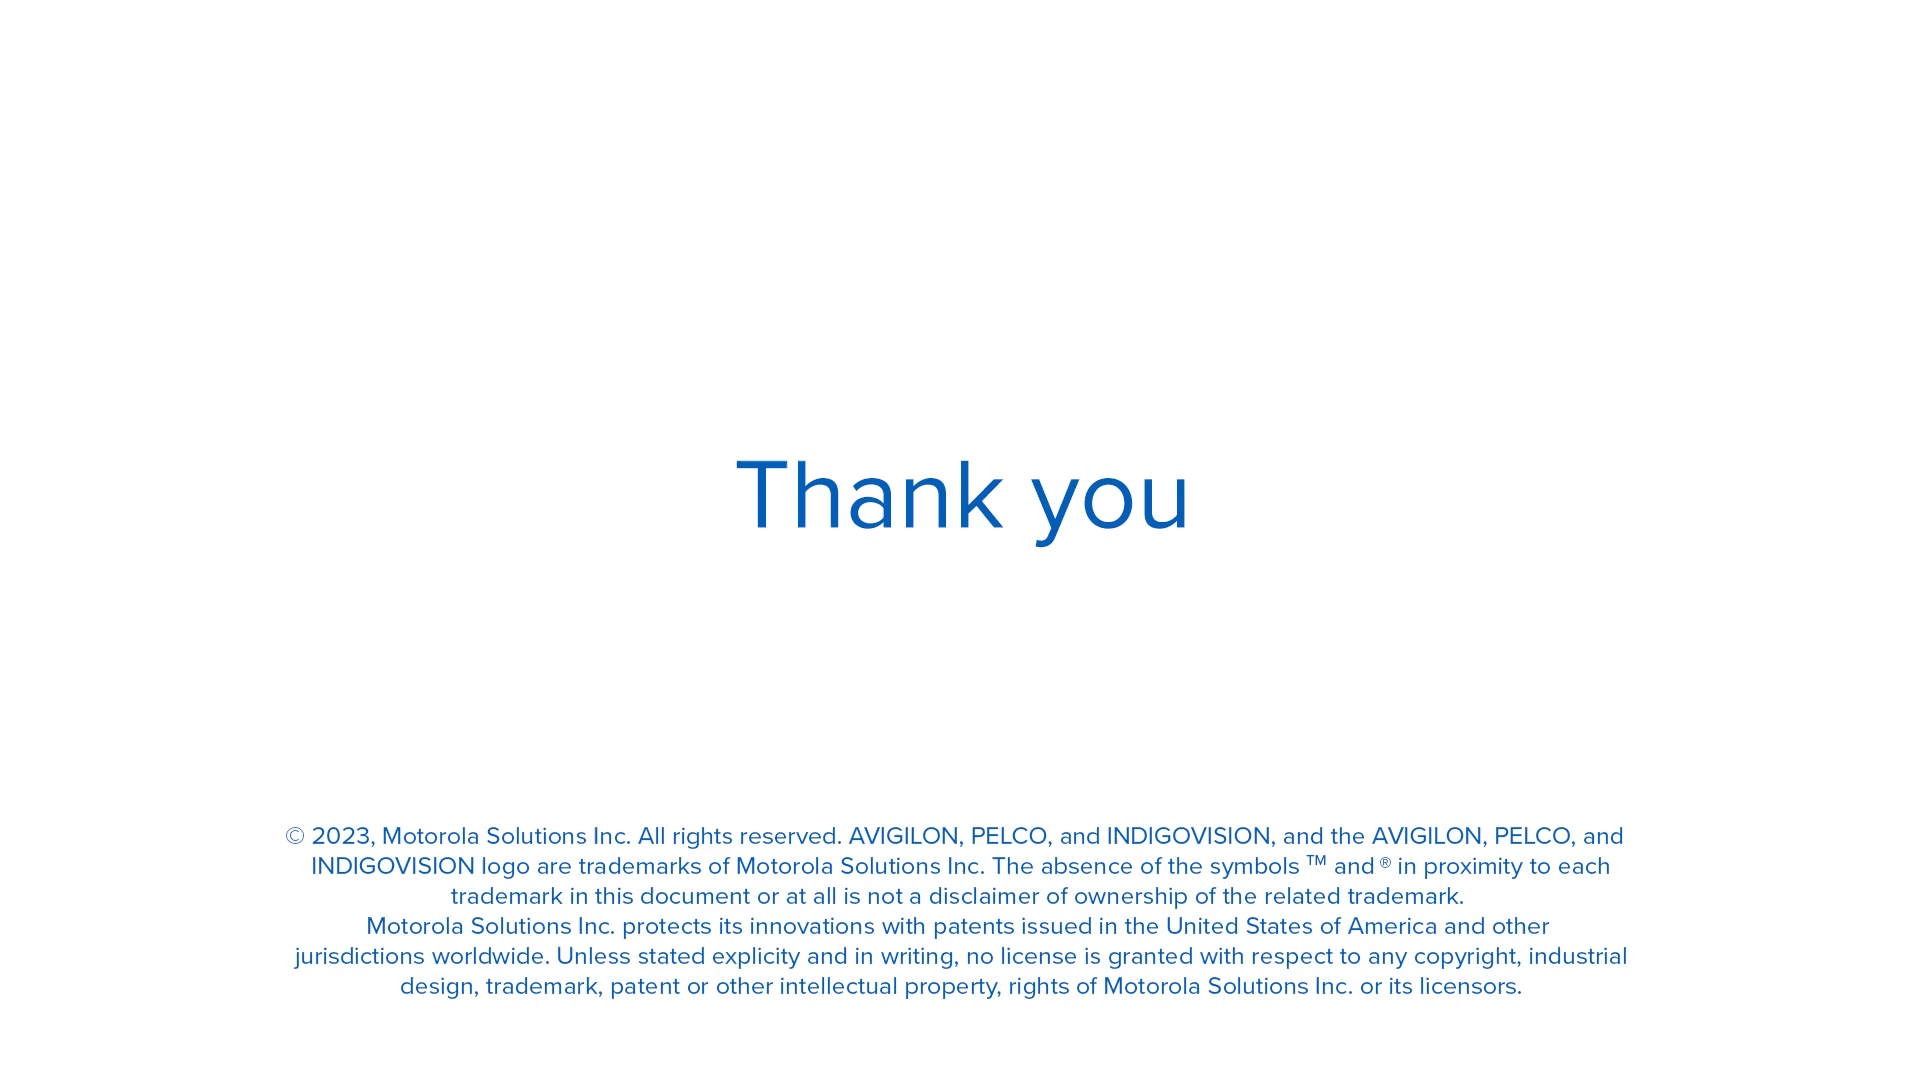 Thank you
© 2023, Motorola Solutions Inc. All rights reserved. AVIGILON, PELCO, and INDIGOVISION, and the AVIGILON, PELCO, and
INDIGOVISION logo are trademarks of Motorola Solutions Inc. The absence of the symbols ™ and ® in proximity to each
trademark in this document or at all is not a disclaimer of ownership of the related trademark.
Motorola Solutions Inc. protects its innovations with patents issued in the United States of America and other
jurisdictions worldwide. Unless stated explicity and in writing, no license is granted with respect to any copyright, industrial
design, trademark, patent or other intellectual property, rights of Motorola Solutions Inc. or its licensors.